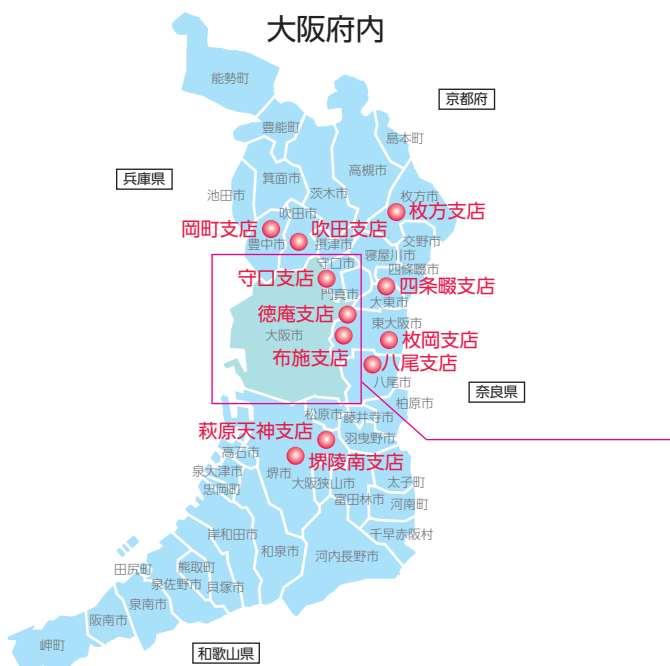 大阪府内
能勢町
京都府
豊能町
島本町
高槻市
兵庫県
箕面市
池田市
茨木市
枚方市
枚方支店
吹田市
岡町支店
吹田支店
豊中市
摂津市
交野市
寝屋川市
守口市
四條畷市
守口支店
四条畷支店
門真市
大東市
徳庵支店
東大阪市
大阪市
枚岡支店
布施支店
八尾支店
八尾市
奈良県
柏原市
松原市
藤井寺市
萩原天神支店
羽曳野市
高石市
堺陵南支店
泉大津市
堺市
大阪狭山市
太子町
忠岡町
富田林市
河南町
岸和田市
千早赤阪村
和泉市
河内長野市
田尻町
熊取町
泉佐野市
貝塚市
泉南市
阪南市
岬町
和歌山県